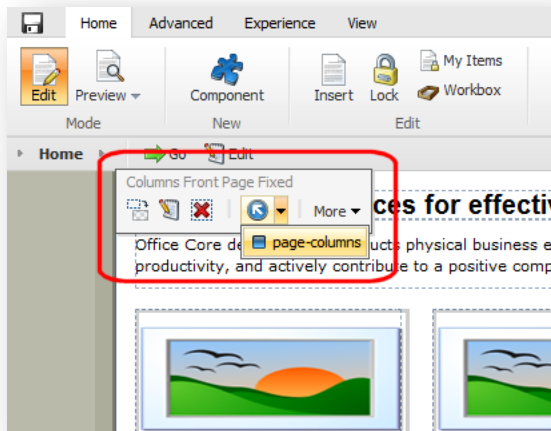 Home Advanced Experience View
Edit Preview Component Insert Lock My Items
Workbox
Mode New Edit
Home Go Edit
Columns Front Page Fixed
More
ces for effectiv
page-columns
Office Core de ucts physical business e
productivity, and actively contribute to a positive comp